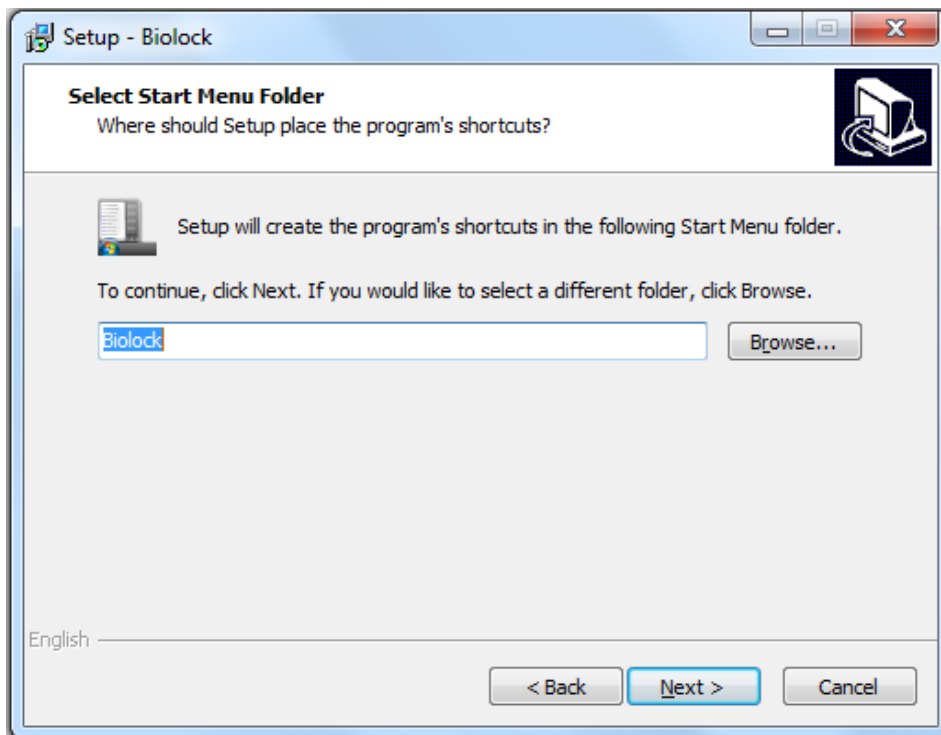 Setup - Biolock
Select Start Menu Folder
Where should Setup place the program's shortcuts?
Setup will create the program's shortcuts in the following Start Menu folder.
To continue, click Next. If you would like to select a different folder, click Browse.
Biolock
Browse...
English
< Back
Next >
Cancel